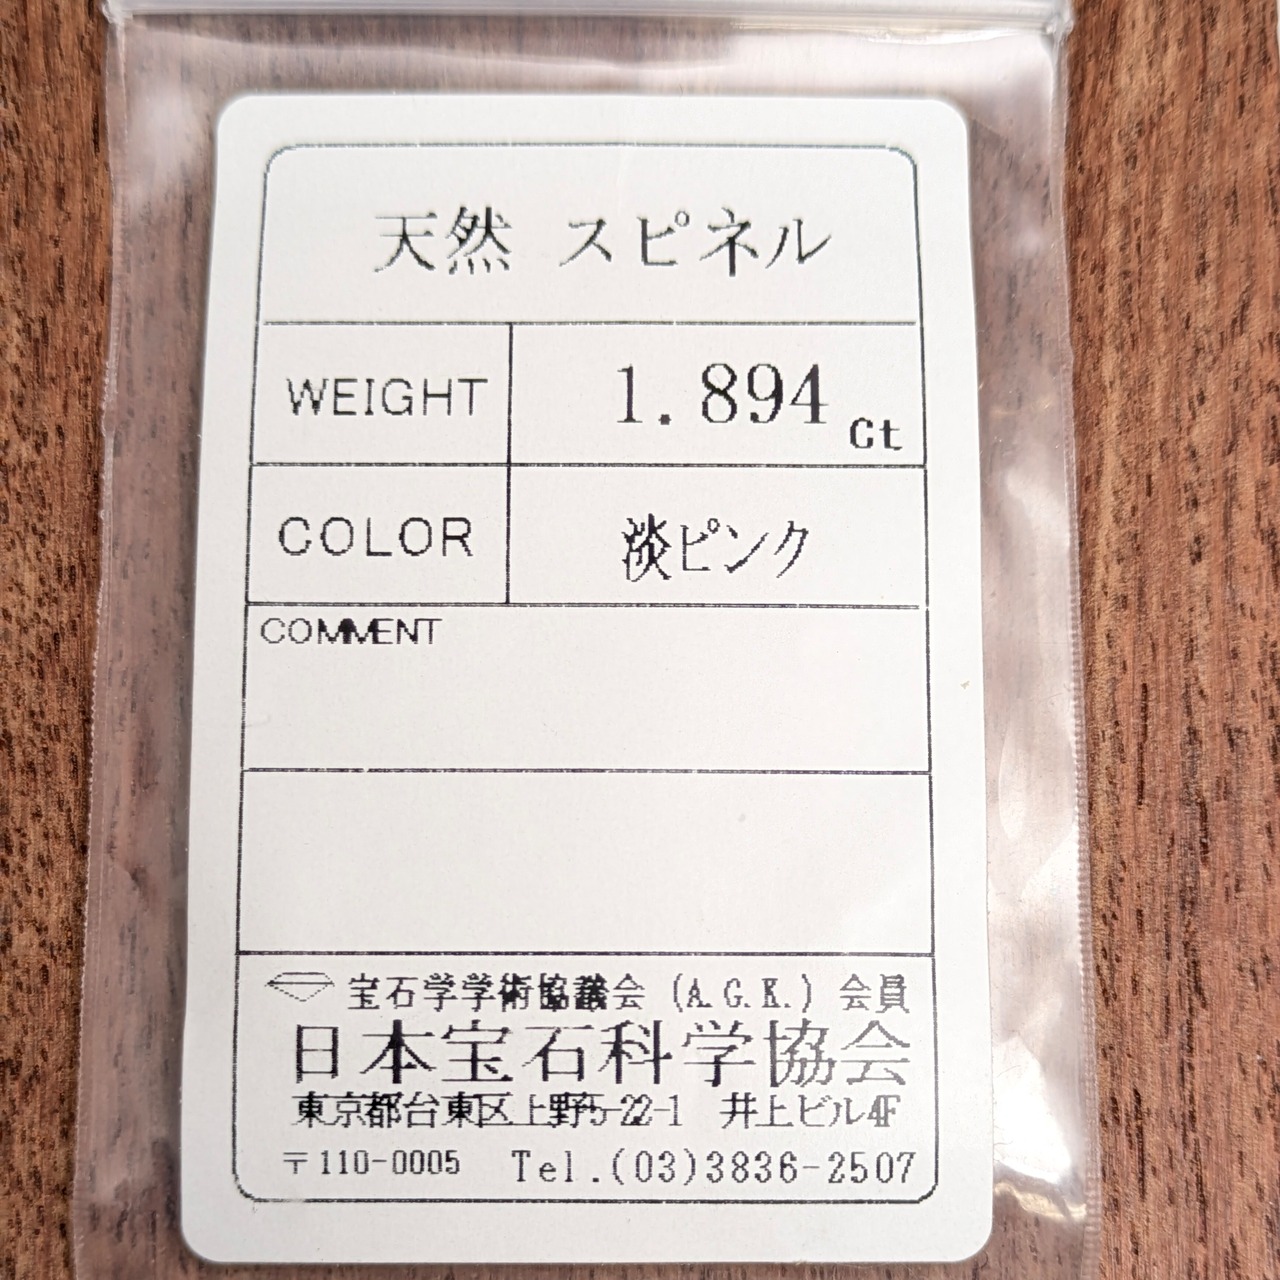 天然 スピネル
WEIGHT 1.894 Ct
COLOR 淡ピンク
COMMENT
宝石学学術協議会 (A.G.K.) 会員
日本宝石科学協会
東京都台東区上野5-22-1 井上ビル4F
〒110-0005 Tel.(03)3836-2507